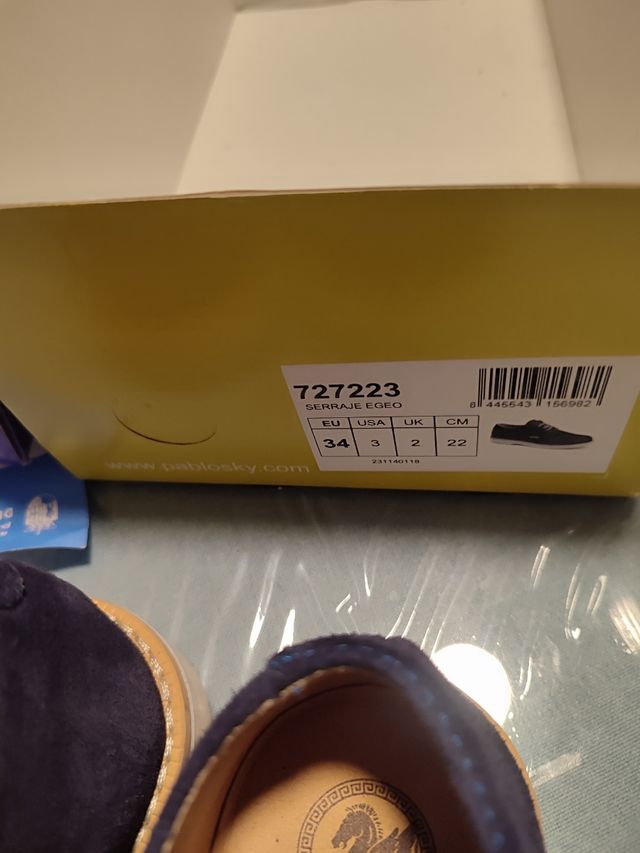 727223
SERRAJE EGEO
8 445543 156982
EU USA UK CM
34 3 2 22
231140118
www.pablosky.com